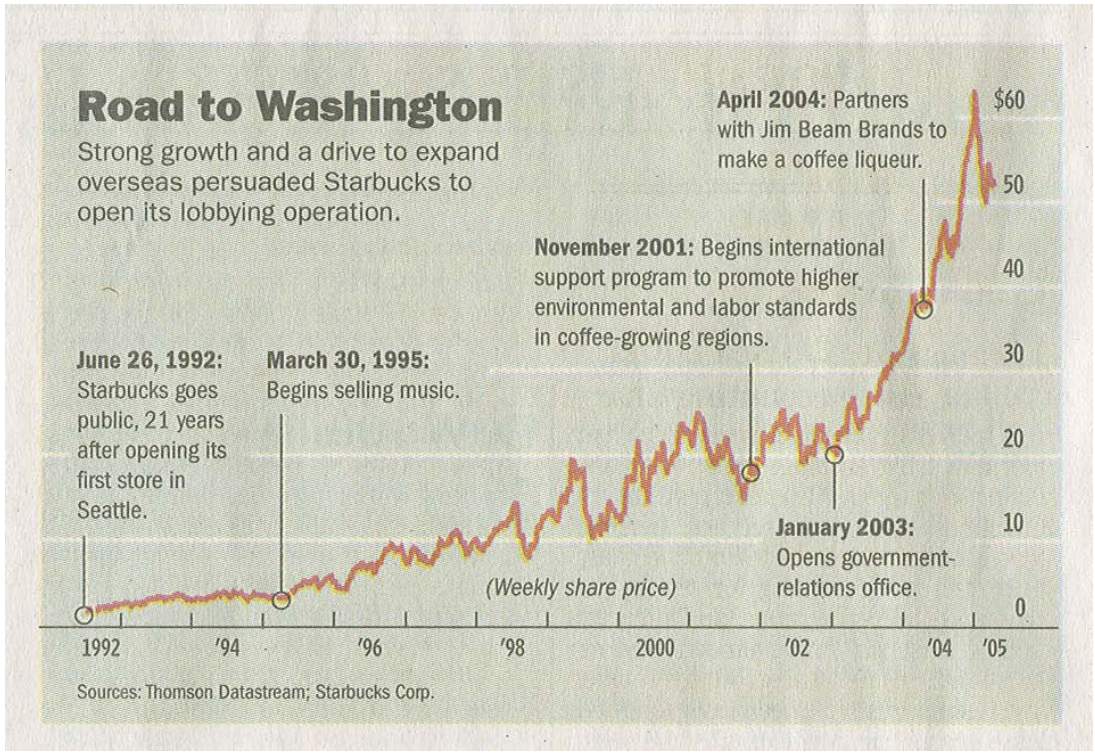 Road to Washington
Strong growth and a drive to expand
overseas persuaded Starbucks to
open its lobbying operation.
April 2004: Partners
with Jim Beam Brands to
make a coffee liqueur.
November 2001: Begins international
support program to promote higher
environmental and labor standards
in coffee-growing regions.
June 26, 1992:
Starbucks goes
public, 21 years
after opening its
first store in
Seattle.
March 30, 1995:
Begins selling music.
January 2003:
Opens government-
relations office.
(Weekly share price)
$60
50
40
30
20
10
0
1992 '94 '96 '98 2000 '02 '04 '05
Sources: Thomson Datastream; Starbucks Corp.